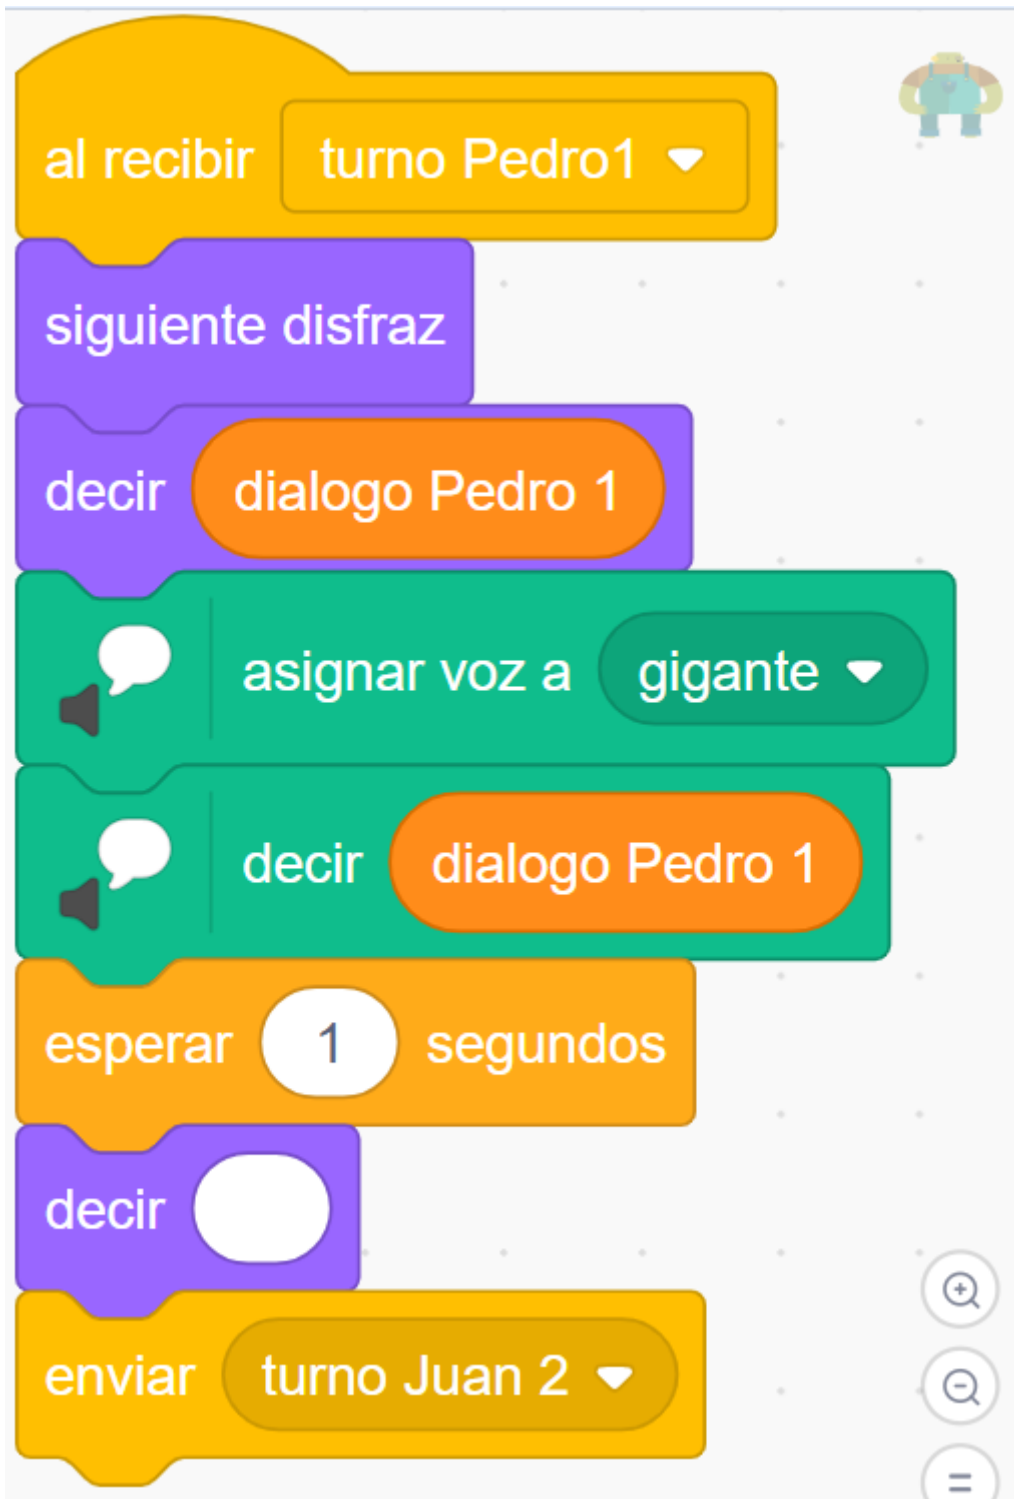 al recibir turno Pedro1
siguiente disfraz
decir dialogo Pedro 1
asignar voz a gigante
decir dialogo Pedro 1
esperar 1 segundos
decir
enviar turno Juan 2